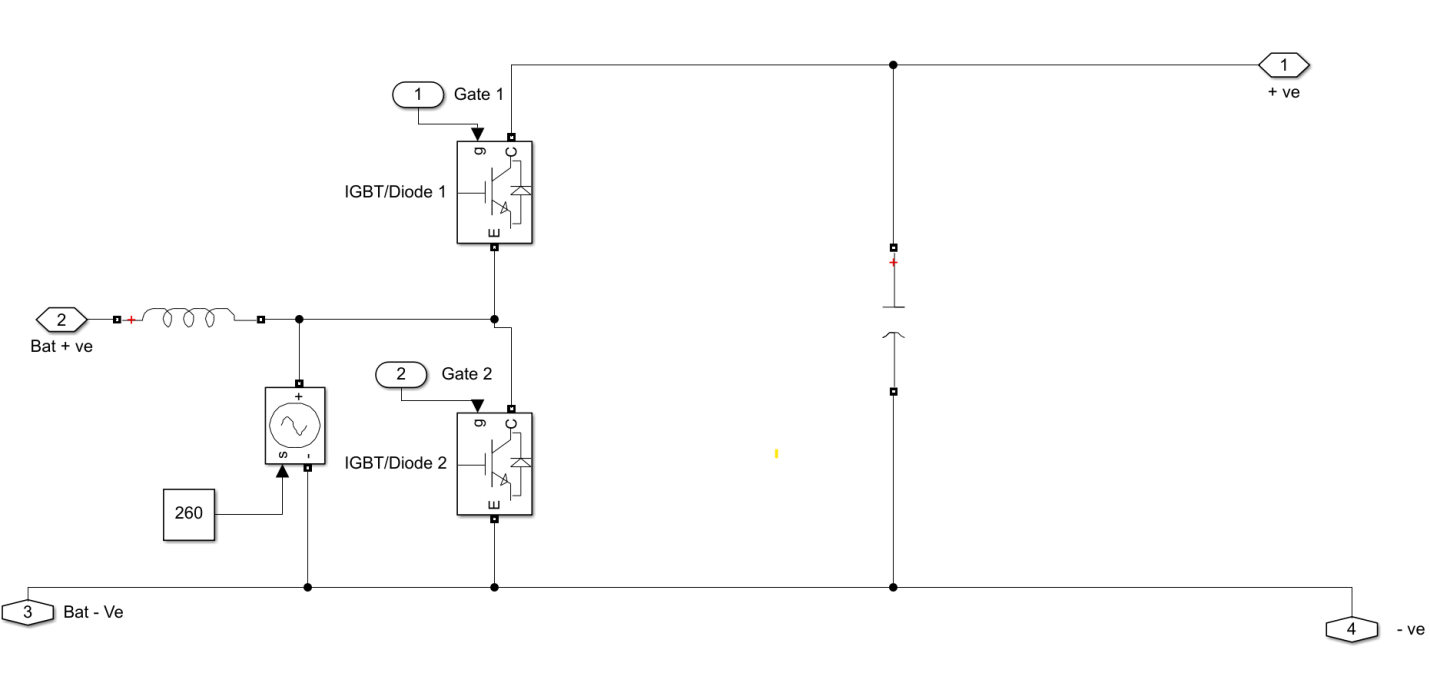 1
+ ve
1
Gate 1
g
C
IGBT/Diode 1
E
2
Bat + ve
+
+
2
Gate 2
+
g
C
s
-
IGBT/Diode 2
E
260
3
Bat - Ve
4
- ve